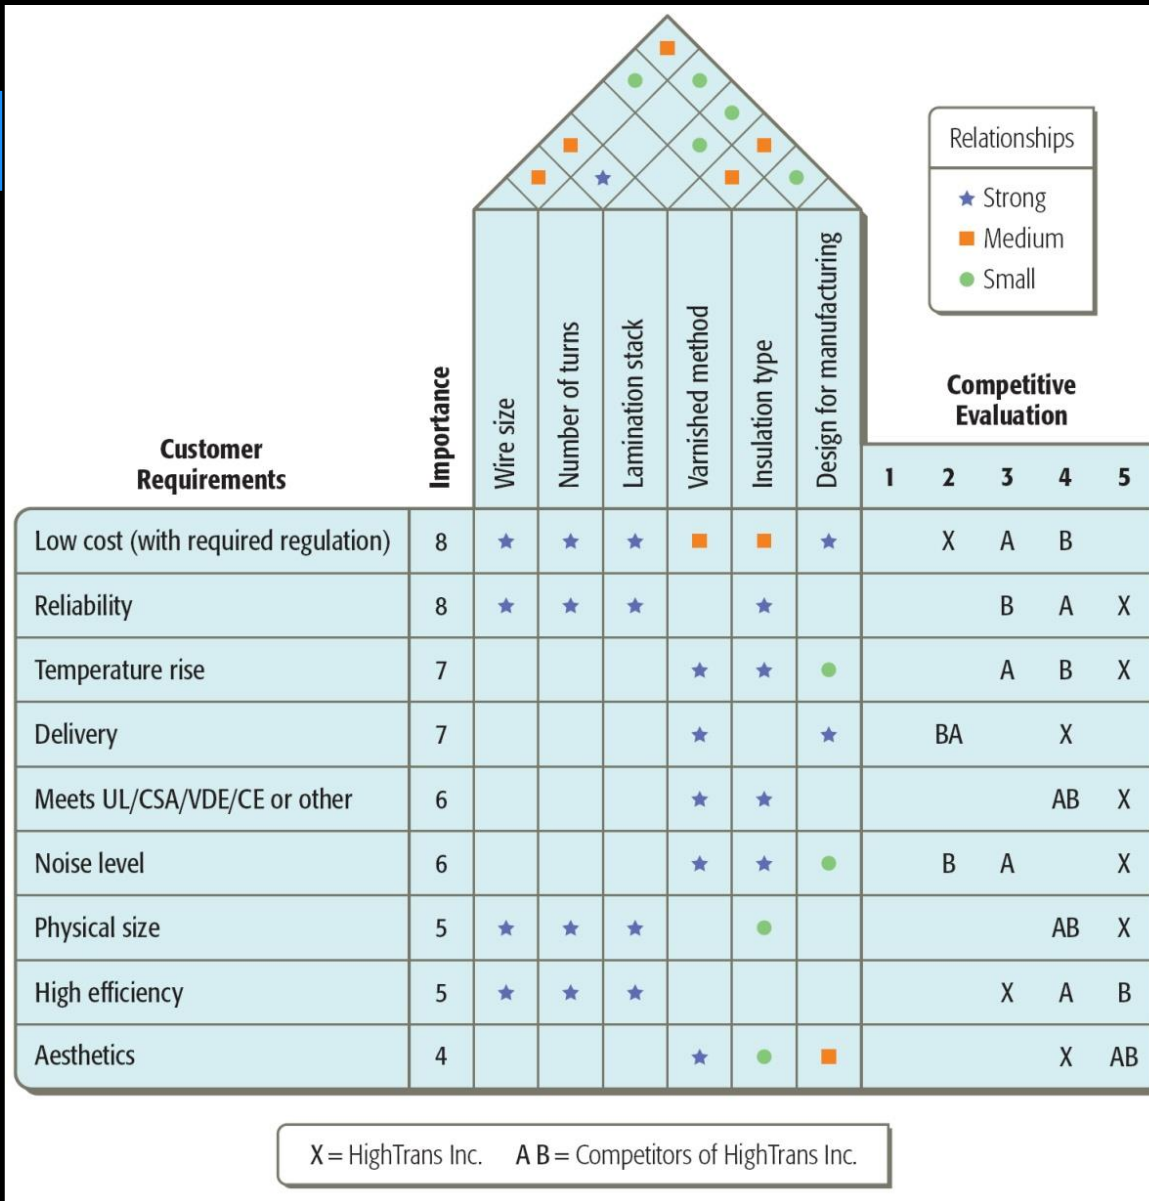 Relationships
Strong
Medium
Small
Customer
Requirements
Importance
Wire size
Number of turns
Lamination stack
Varnished method
Insulation type
Design for manufacturing
Competitive
Evaluation
1 2 3 4 5
Low cost (with required regulation) 8 X A B
Reliability 8 B A X
Temperature rise 7 A B X
Delivery 7 BA X
Meets UL/CSA/VDE/CE or other 6 AB X
Noise level 6 B A X
Physical size 5 AB X
High efficiency 5 X A B
Aesthetics 4 X AB
X = HighTrans Inc. A B = Competitors of HighTrans Inc.